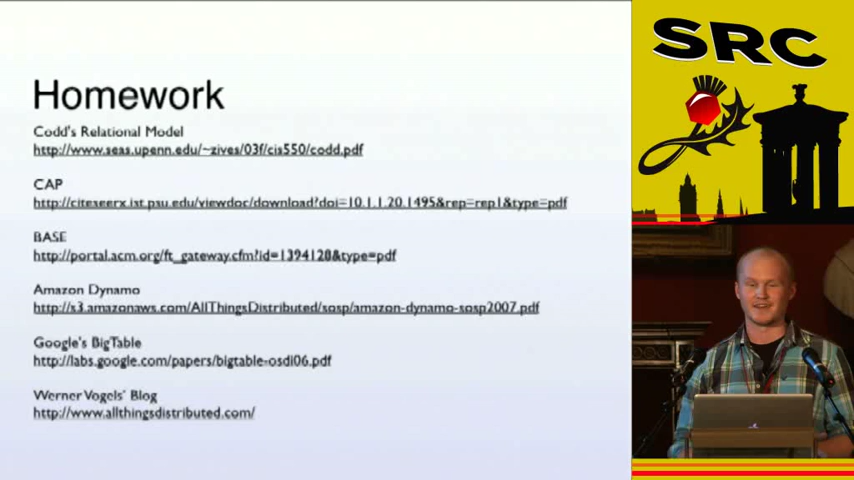 Homework
Codd's Relational Model
http://www.seas.upenn.edu/~zives/03f/cis550/codd.pdf
CAP
http://citeseerx.ist.psu.edu/viewdoc/download?doi=10.1.1.20.1495&rep=rep1&type=pdf
BASE
http://portal.acm.org/ft_gateway.cfm?id=1394128&type=pdf
Amazon Dynamo
http://s3.amazonaws.com/AllThingsDistributed/sosp/amazon-dynamo-sosp2007.pdf
Google's BigTable
http://labs.google.com/papers/bigtable-osdi06.pdf
Werner Vogels' Blog
http://www.allthingsdistributed.com/
SRC